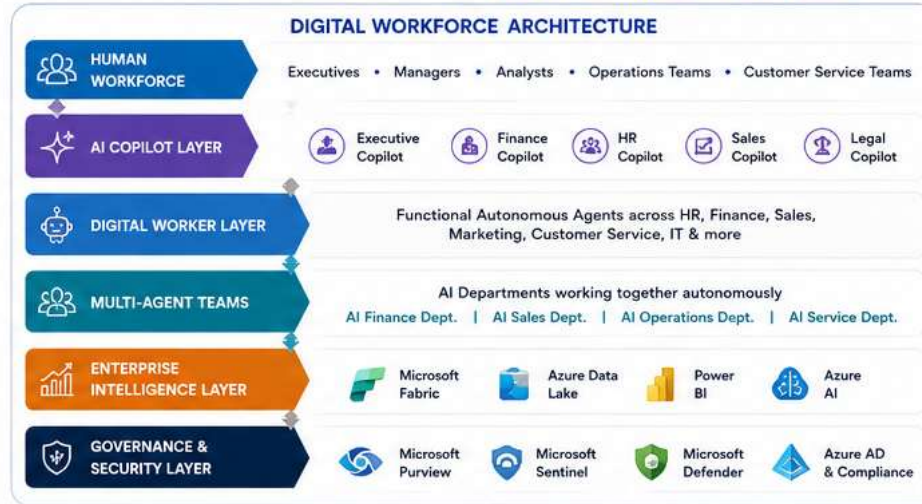 DIGITAL WORKFORCE ARCHITECTURE
HUMAN
WORKFORCE
Executives • Managers • Analysts • Operations Teams • Customer Service Teams
AI COPILOT LAYER
Executive
Copilot
Finance
Copilot
HR
Copilot
Sales
Copilot
Legal
Copilot
DIGITAL WORKER LAYER
Functional Autonomous Agents across HR, Finance, Sales,
Marketing, Customer Service, IT & more
MULTI-AGENT TEAMS
AI Departments working together autonomously
AI Finance Dept. | AI Sales Dept. | AI Operations Dept. | AI Service Dept.
ENTERPRISE
INTELLIGENCE LAYER
Microsoft
Fabric
Azure Data
Lake
Power
BI
Azure
AI
GOVERNANCE &
SECURITY LAYER
Microsoft
Purview
Microsoft
Sentinel
Microsoft
Defender
Azure AD
& Compliance